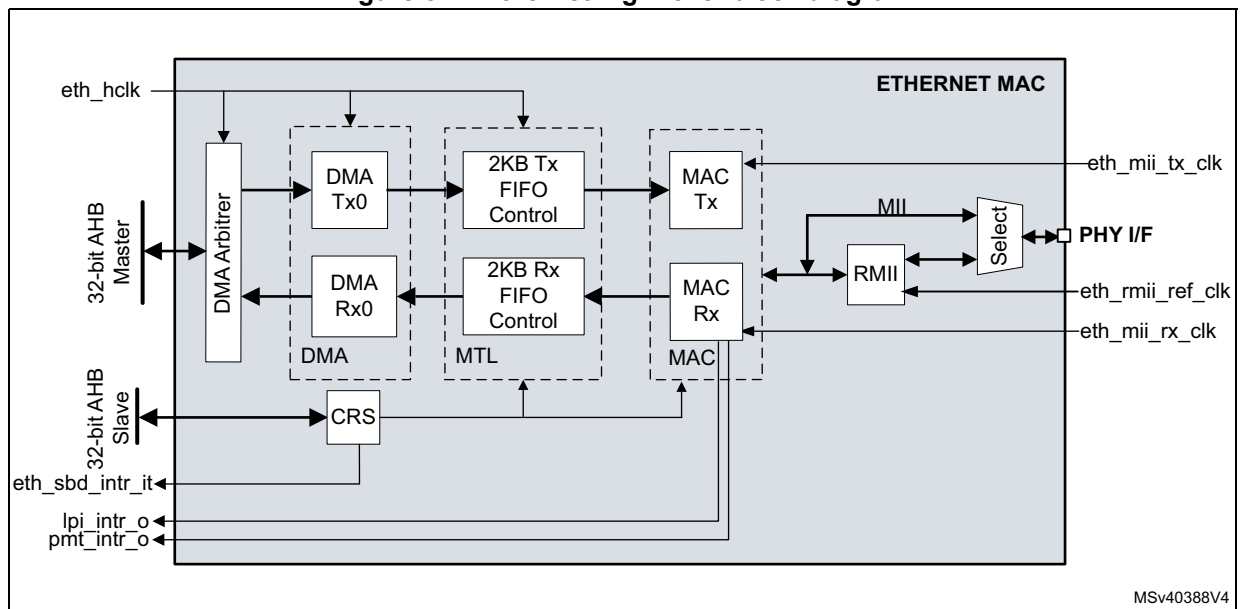 eth_hclk
ETHERNET MAC
DMA
Tx0
2KB Tx
FIFO
Control
MAC
Tx
eth_mii_tx_clk
32-bit AHB
Master
DMA Arbitrer
MII
Select
PHY I/F
RMII
DMA
Rx0
2KB Rx
FIFO
Control
MAC
Rx
eth_rmii_ref_clk
eth_mii_rx_clk
DMA
MTL
MAC
32-bit AHB
Slave
CRS
eth_sbd_intr_it
lpi_intr_o
pmt_intr_o
MSv40388V4